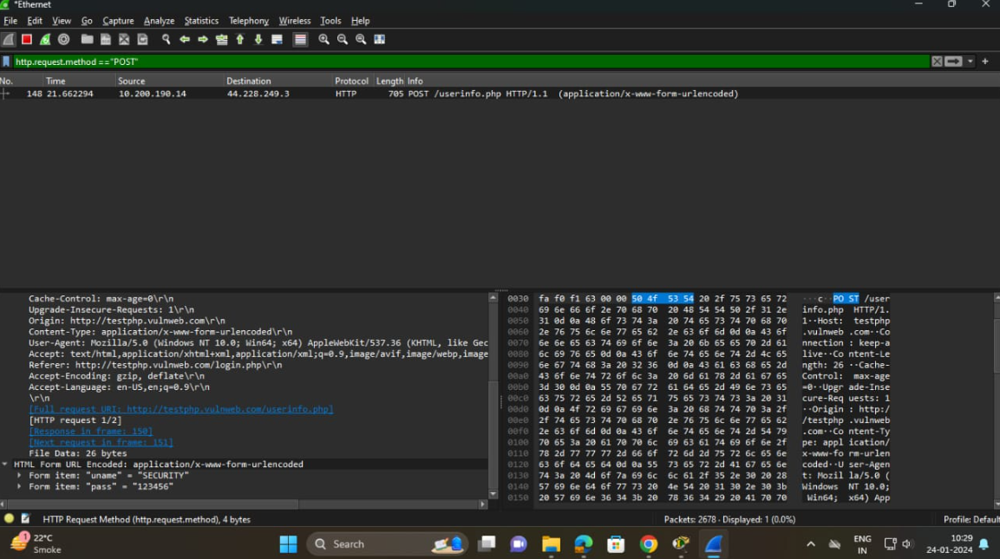 *Ethernet
File Edit View Go Capture Analyze Statistics Telephony Wireless Tools Help
http.request.method =="POST"
No. Time Source Destination Protocol Length Info
148 21.662294 10.200.190.14 44.228.249.3 HTTP 705 POST /userinfo.php HTTP/1.1 (application/x-www-form-urlencoded)
Cache-Control: max-age=0\r\n
Upgrade-Insecure-Requests: 1\r\n
Origin: http://testphp.vulnweb.com\r\n
Content-Type: application/x-www-form-urlencoded\r\n
User-Agent: Mozilla/5.0 (Windows NT 10.0; Win64; x64) AppleWebKit/537.36 (KHTML, like Gec
Accept: text/html,application/xhtml+xml,application/xml;q=0.9,image/avif,image/webp,image
Referer: http://testphp.vulnweb.com/login.php\r\n
Accept-Encoding: gzip, deflate\r\n
Accept-Language: en-US,en;q=0.9\r\n
\r\n
[Full request URI: http://testphp.vulnweb.com/userinfo.php]
[HTTP request 1/2]
[Response in frame: 150]
[Next request in frame: 151]
File Data: 26 bytes
HTML Form URL Encoded: application/x-www-form-urlencoded
Form item: "uname" = "SECURITY"
Form item: "pass" = "123456"
0030 fa f0 f1 63 00 00 50 4f 53 54 20 2f 75 73 65 72 ···c··PO ST /user
0040 69 6e 66 6f 2e 70 68 70 20 48 54 54 50 2f 31 2e info.php HTTP/1.
0050 31 0d 0a 48 6f 73 74 3a 20 74 65 73 74 70 68 70 1··Host: testphp
0060 2e 76 75 6c 6e 77 65 62 2e 63 6f 6d 0d 0a 43 6f .vulnweb .com··Co
0070 6e 6e 65 63 74 69 6f 6e 3a 20 6b 65 65 70 2d 61 nnection : keep-a
0080 6c 69 76 65 0d 0a 43 6f 6e 74 65 6e 74 2d 4c 65 live··Co ntent-Le
0090 6e 67 74 68 3a 20 32 36 0d 0a 43 61 63 68 65 2d ngth: 26 ··Cache-
00a0 43 6f 6e 74 72 6f 6c 3a 20 6d 61 78 2d 61 67 65 Control: max-age
00b0 3d 30 0d 0a 55 70 67 72 61 64 65 2d 49 6e 73 65 =0··Upgr ade-Inse
00c0 63 75 72 65 2d 52 65 71 75 65 73 74 73 3a 20 31 cure-Req uests: 1
00d0 0d 0a 4f 72 69 67 69 6e 3a 20 68 74 74 70 3a 2f ··Origin : http:/
00e0 2f 74 65 73 74 70 68 70 2e 76 75 6c 6e 77 65 62 /testphp .vulnweb
00f0 2e 63 6f 6d 0d 0a 43 6f 6e 74 65 6e 74 2d 54 79 .com··Co ntent-Ty
0100 70 65 3a 20 61 70 70 6c 69 63 61 74 69 6f 6e 2f pe: appl ication/
0110 78 2d 77 77 77 2d 66 6f 72 6d 2d 75 72 6c 65 6e x-www-fo rm-urlen
0120 63 6f 64 65 64 0d 0a 55 73 65 72 2d 41 67 65 6e coded··U ser-Agen
0130 74 3a 20 4d 6f 7a 69 6c 6c 61 2f 35 2e 30 20 28 t: Mozil la/5.0 (
0140 57 69 6e 64 6f 77 73 20 4e 54 20 31 30 2e 30 3b Windows NT 10.0;
0150 20 57 69 6e 36 34 3b 20 78 36 34 29 20 41 70 70 Win64; x64) App
HTTP Request Method (http.request.method), 4 bytes Packets: 2678 · Displayed: 1 (0.0%) Profile: Default
1 22°C
Smoke
Search
ENG
IN
10:29
24-01-2024